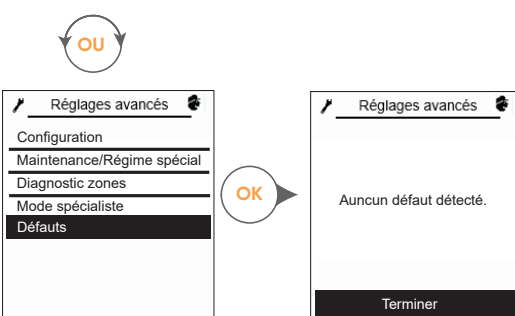 OU
Réglages avancés
Configuration
Maintenance/Régime spécial
Diagnostic zones
Mode spécialiste
Défauts
OK
Réglages avancés
Auncun défaut détecté.
Terminer